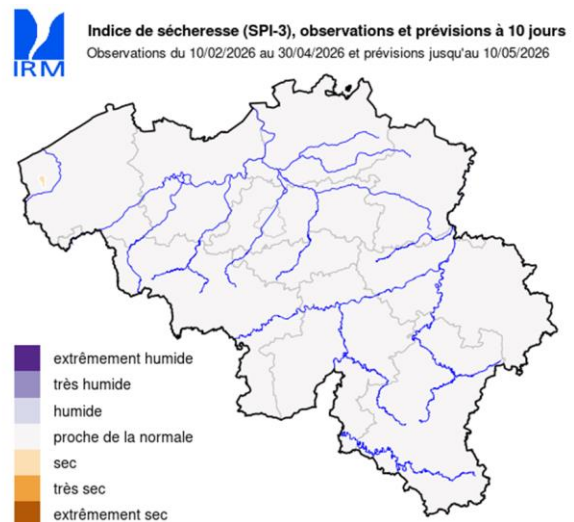 Indice de sécheresse (SPI-3), observations et prévisions à 10 jours
Observations du 10/02/2026 au 30/04/2026 et prévisions jusqu'au 10/05/2026
IRM
extrêmement humide
très humide
humide
proche de la normale
sec
très sec
extrêmement sec